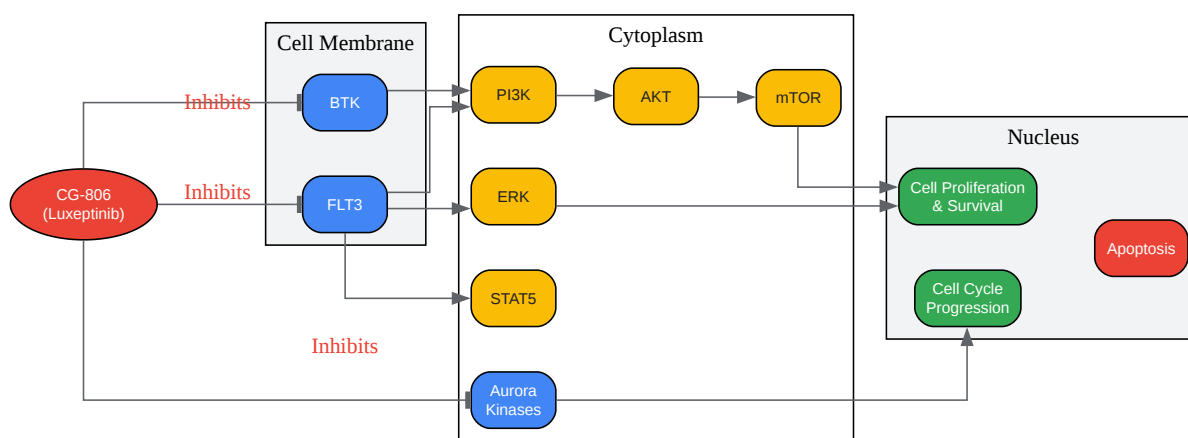 Cell Membrane
Cytoplasm
Nucleus
Inhibits
BTK
PI3K
AKT
mTOR
CG-806
(Luxeptinib)
Inhibits
FLT3
ERK
Cell Proliferation
& Survival
Apoptosis
STAT5
Cell Cycle
Progression
Inhibits
Aurora
Kinases